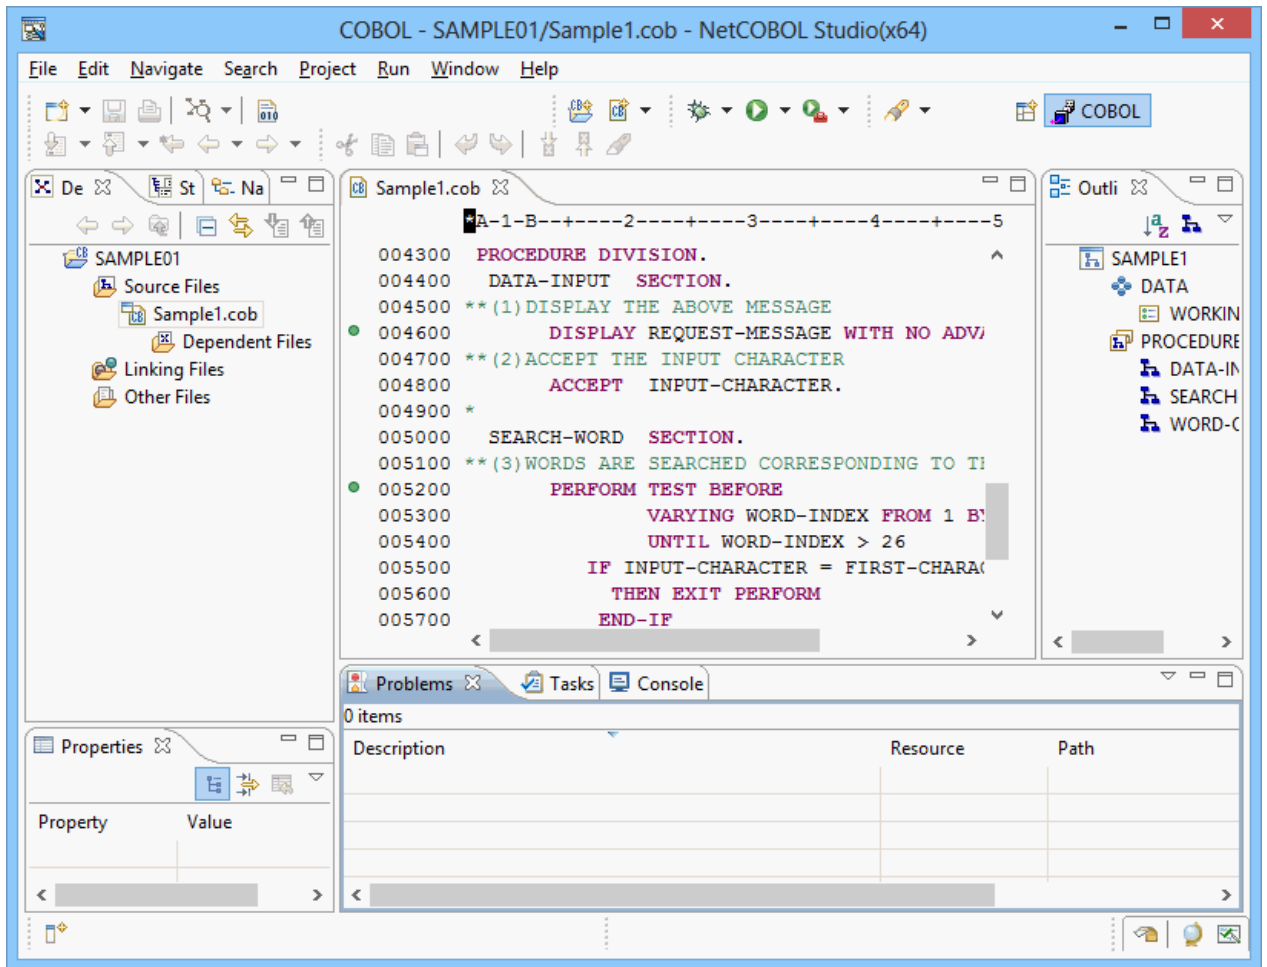 COBOL - SAMPLE01/Sample1.cob - NetCOBOL Studio(x64)
File Edit Navigate Search Project Run Window Help
COBOL
De St Na
SAMPLE01
Source Files
Sample1.cob
Dependent Files
Linking Files
Other Files
Sample1.cob
*A-1-B--+----2----+----3----+----4----+----5
004300 PROCEDURE DIVISION.
004400 DATA-INPUT SECTION.
004500 **(1)DISPLAY THE ABOVE MESSAGE
004600 DISPLAY REQUEST-MESSAGE WITH NO ADVA
004700 **(2)ACCEPT THE INPUT CHARACTER
004800 ACCEPT INPUT-CHARACTER.
004900 *
005000 SEARCH-WORD SECTION.
005100 **(3)WORDS ARE SEARCHED CORRESPONDING TO TH
005200 PERFORM TEST BEFORE
005300 VARYING WORD-INDEX FROM 1 BY
005400 UNTIL WORD-INDEX > 26
005500 IF INPUT-CHARACTER = FIRST-CHARAC
005600 THEN EXIT PERFORM
005700 END-IF
Outli
SAMPLE1
DATA
WORKIN
PROCEDURE
DATA-IN
SEARCH
WORD-C
Problems Tasks Console
0 items
Description Resource Path
Properties
Property Value